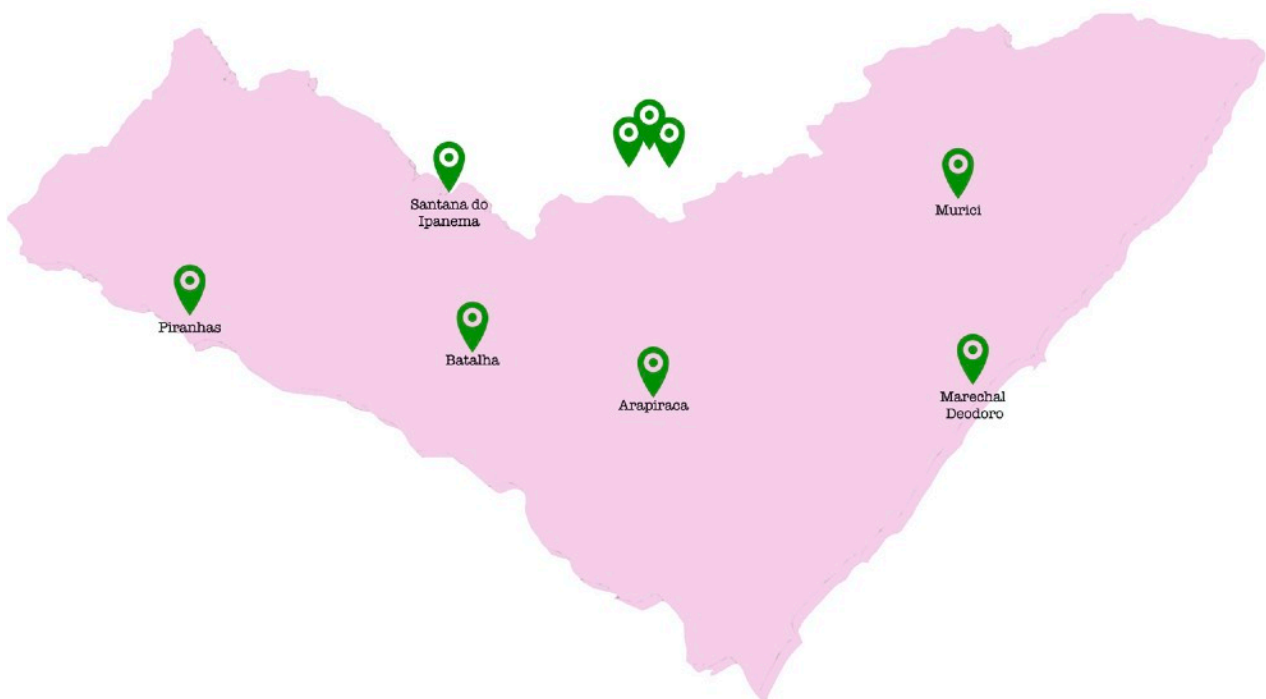 Santana do
Ipanema
Murici
Piranhas
Batalha
Arapiraca
Marechal
Deodoro